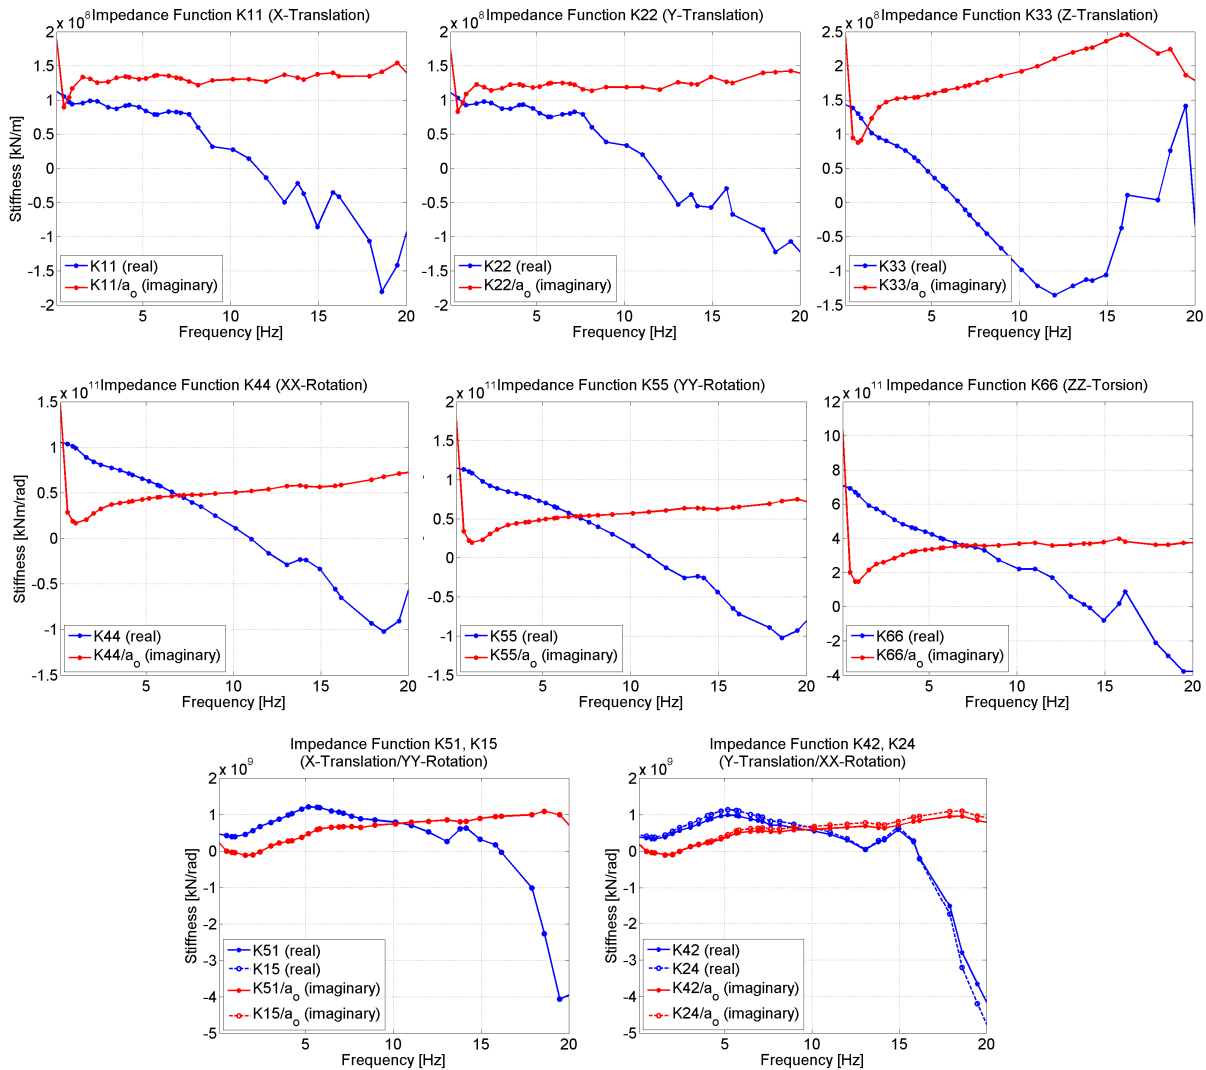 x 10^8 Impedance Function K11 (X-Translation)
2
1.5
1
0.5
0
-0.5
-1
-1.5
-2
Stiffness [kN/m]
K11 (real)
K11/a_o (imaginary)
5 10 15 20
Frequency [Hz]
x 10^8 Impedance Function K22 (Y-Translation)
2
1.5
1
0.5
0
-0.5
-1
-1.5
-2
K22 (real)
K22/a_o (imaginary)
5 10 15 20
Frequency [Hz]
x 10^8 Impedance Function K33 (Z-Translation)
2.5
2
1.5
1
0.5
0
-0.5
-1
-1.5
K33 (real)
K33/a_o (imaginary)
5 10 15 20
Frequency [Hz]
x 10^11 Impedance Function K44 (XX-Rotation)
1.5
1
0.5
0
-0.5
-1
-1.5
Stiffness [kNm/rad]
K44 (real)
K44/a_o (imaginary)
5 10 15 20
Frequency [Hz]
x 10^11 Impedance Function K55 (YY-Rotation)
2
1.5
1
0.5
0
-0.5
-1
-1.5
K55 (real)
K55/a_o (imaginary)
5 10 15 20
Frequency [Hz]
x 10^11 Impedance Function K66 (ZZ-Torsion)
12
10
8
6
4
2
0
-2
-4
K66 (real)
K66/a_o (imaginary)
5 10 15 20
Frequency [Hz]
Impedance Function K51, K15
(X-Translation/YY-Rotation)
x 10^9
2
1
0
-1
-2
-3
-4
-5
Stiffness [kN/rad]
K51 (real)
K15 (real)
K51/a_o (imaginary)
K15/a_o (imaginary)
5 10 15 20
Frequency [Hz]
Impedance Function K42, K24
(Y-Translation/XX-Rotation)
x 10^9
2
1
0
-1
-2
-3
-4
-5
Stiffness [kN/rad]
K42 (real)
K24 (real)
K42/a_o (imaginary)
K24/a_o (imaginary)
5 10 15 20
Frequency [Hz]